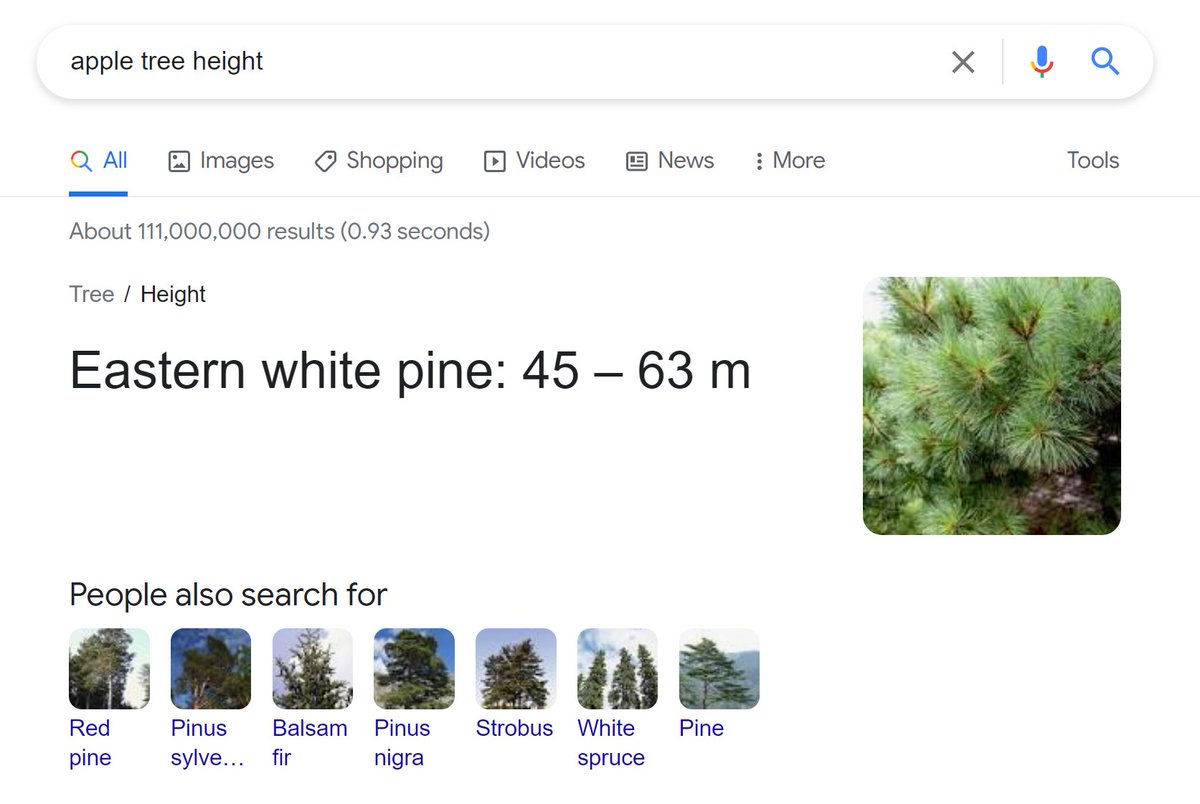 apple tree height
All Images Shopping Videos News More Tools
About 111,000,000 results (0.93 seconds)
Tree / Height
Eastern white pine: 45 – 63 m
People also search for
Red pine
Pinus sylve...
Balsam fir
Pinus nigra
Strobus
White spruce
Pine